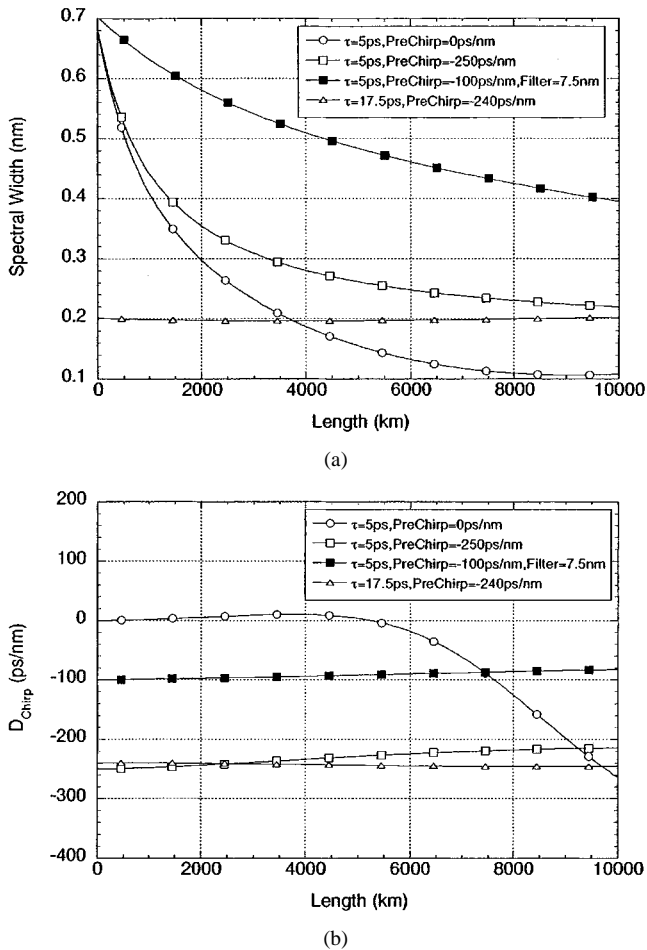 0.7
0.6
0.5
0.4
0.3
0.2
0.1
Spectral Width (nm)
τ=5ps,PreChirp=0ps/nm
τ=5ps,PreChirp=-250ps/nm
τ=5ps,PreChirp=-100ps/nm,Filter=7.5nm
τ=17.5ps,PreChirp=-240ps/nm
0 2000 4000 6000 8000 10000
Length (km)
(a)
200
100
0
-100
-200
-300
-400
D_Chirp (ps/nm)
τ=5ps,PreChirp=0ps/nm
τ=5ps,PreChirp=-250ps/nm
τ=5ps,PreChirp=-100ps/nm,Filter=7.5nm
τ=17.5ps,PreChirp=-240ps/nm
0 2000 4000 6000 8000 10000
Length (km)
(b)